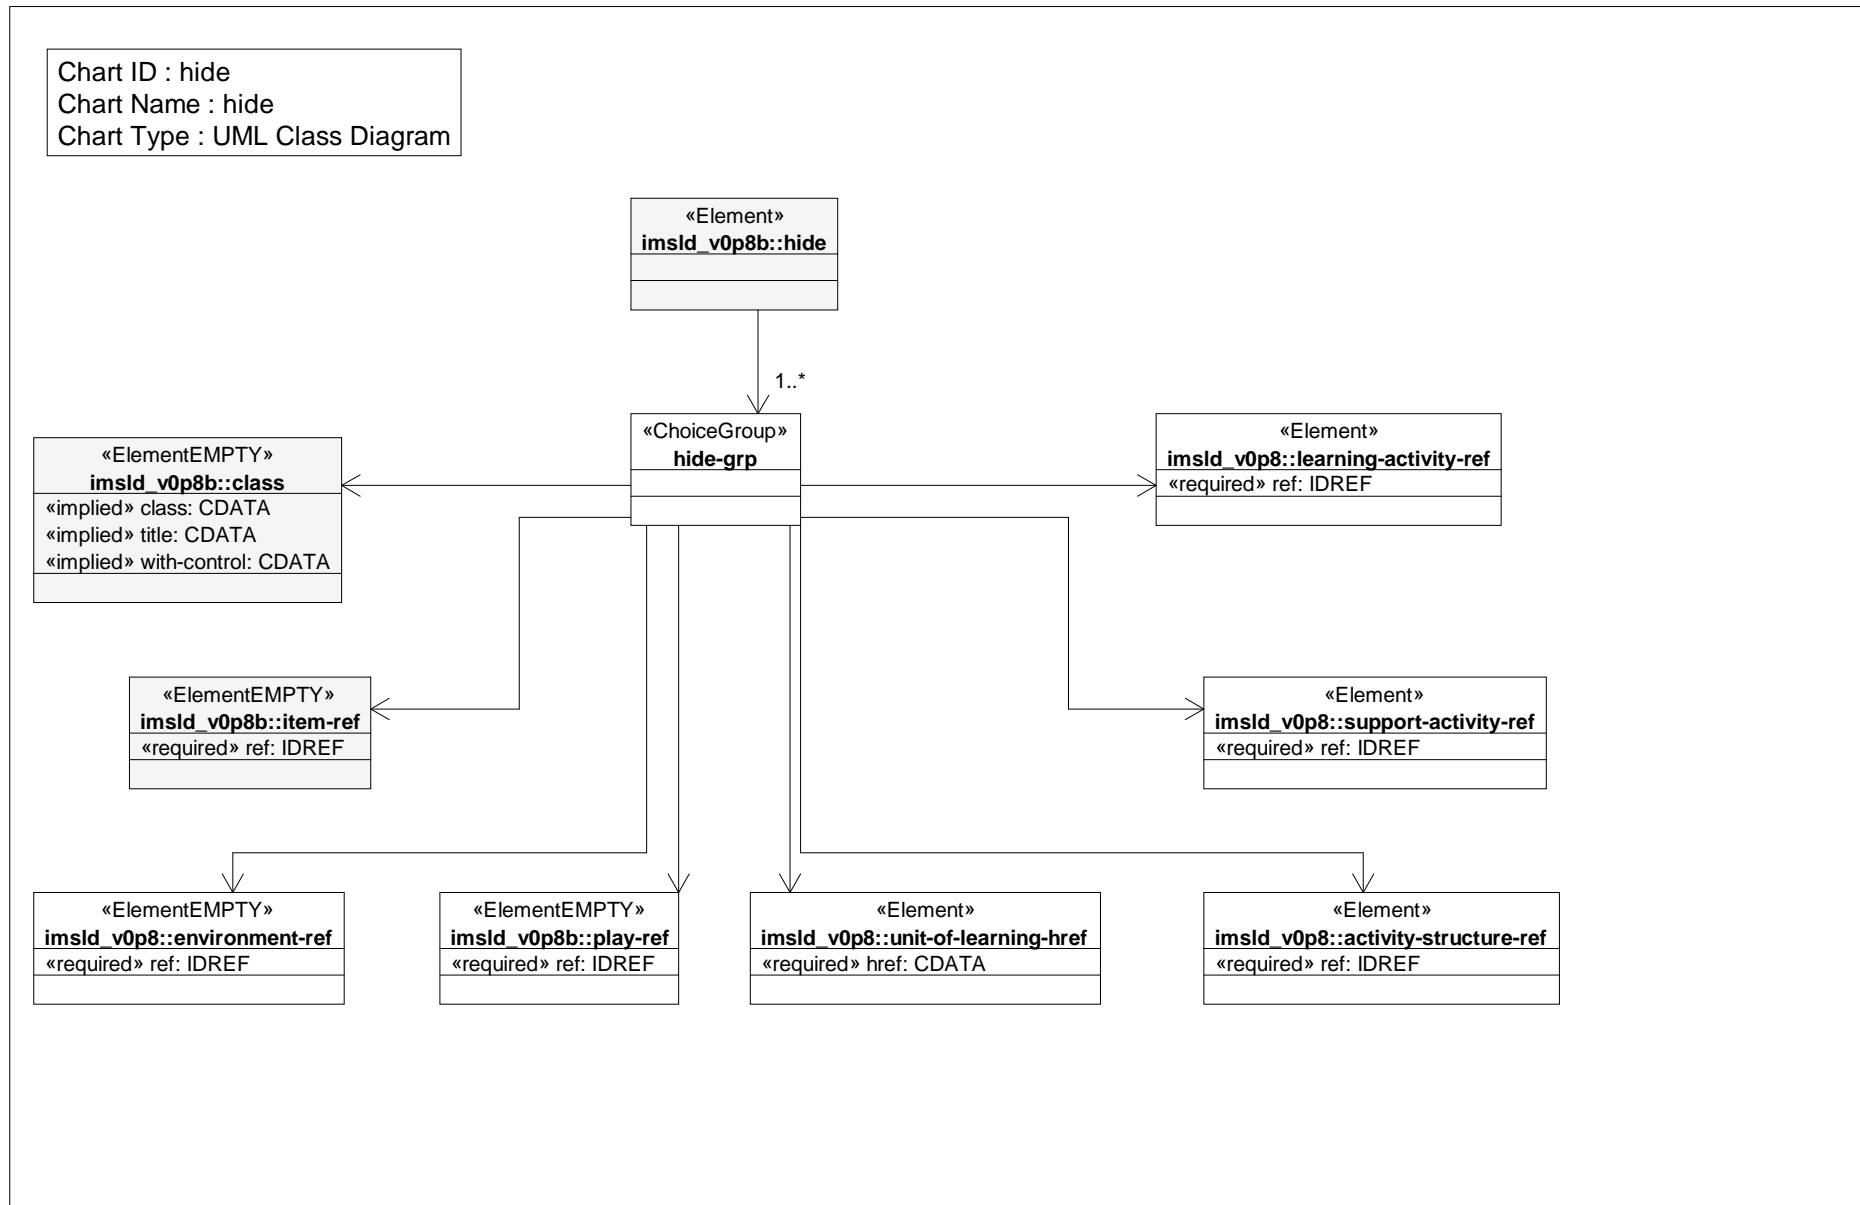 Chart ID : hide
Chart Name : hide
Chart Type : UML Class Diagram
«Element»
imsld_v0p8b::hide
1..*
«ChoiceGroup»
hide-grp
«Element»
imsld_v0p8::learning-activity-ref
«required» ref: IDREF
«ElementEMPTY»
imsld_v0p8b::class
«implied» class: CDATA
«implied» title: CDATA
«implied» with-control: CDATA
«ElementEMPTY»
imsld_v0p8b::item-ref
«required» ref: IDREF
«Element»
imsld_v0p8::support-activity-ref
«required» ref: IDREF
«ElementEMPTY»
imsld_v0p8::environment-ref
«required» ref: IDREF
«ElementEMPTY»
imsld_v0p8b::play-ref
«required» ref: IDREF
«Element»
imsld_v0p8::unit-of-learning-href
«required» href: CDATA
«Element»
imsld_v0p8::activity-structure-ref
«required» ref: IDREF